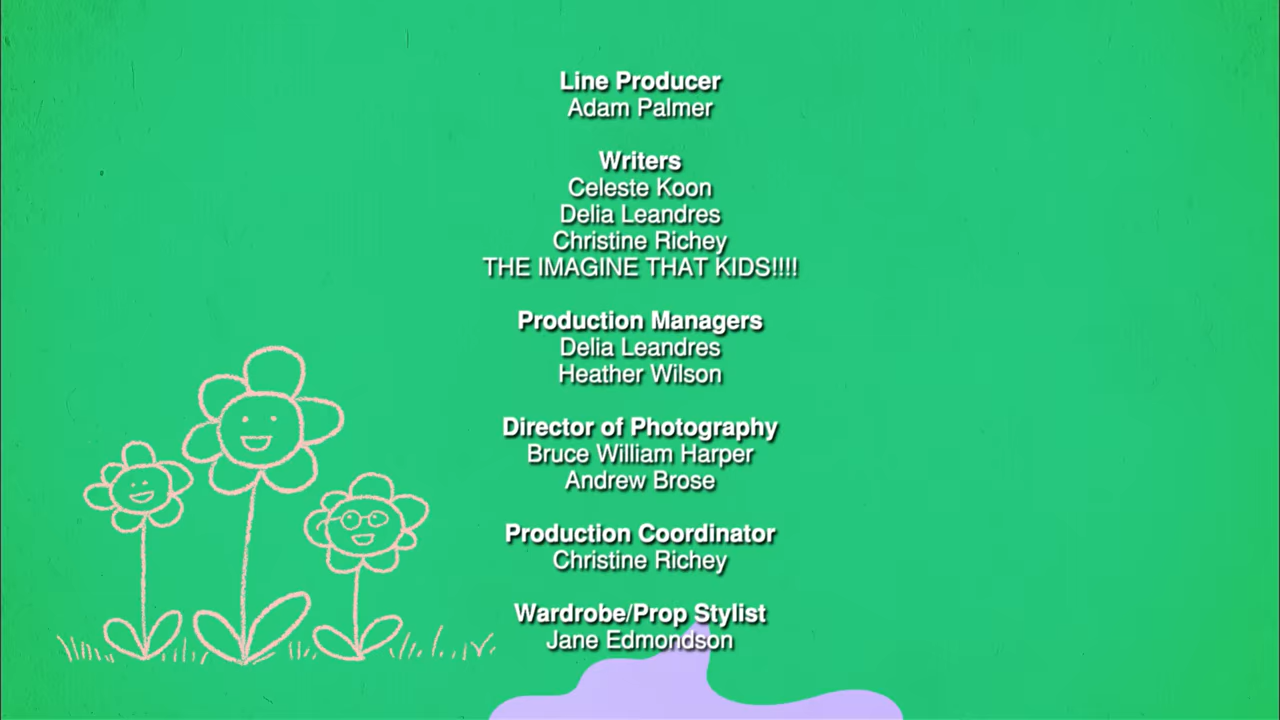 Line Producer
Adam Palmer
Writers
Celeste Koon
Delia Leandres
Christine Richey
THE IMAGINE THAT KIDS!!!!
Production Managers
Delia Leandres
Heather Wilson
Director of Photography
Bruce William Harper
Andrew Brose
Production Coordinator
Christine Richey
Wardrobe/Prop Stylist
Jane Edmondson